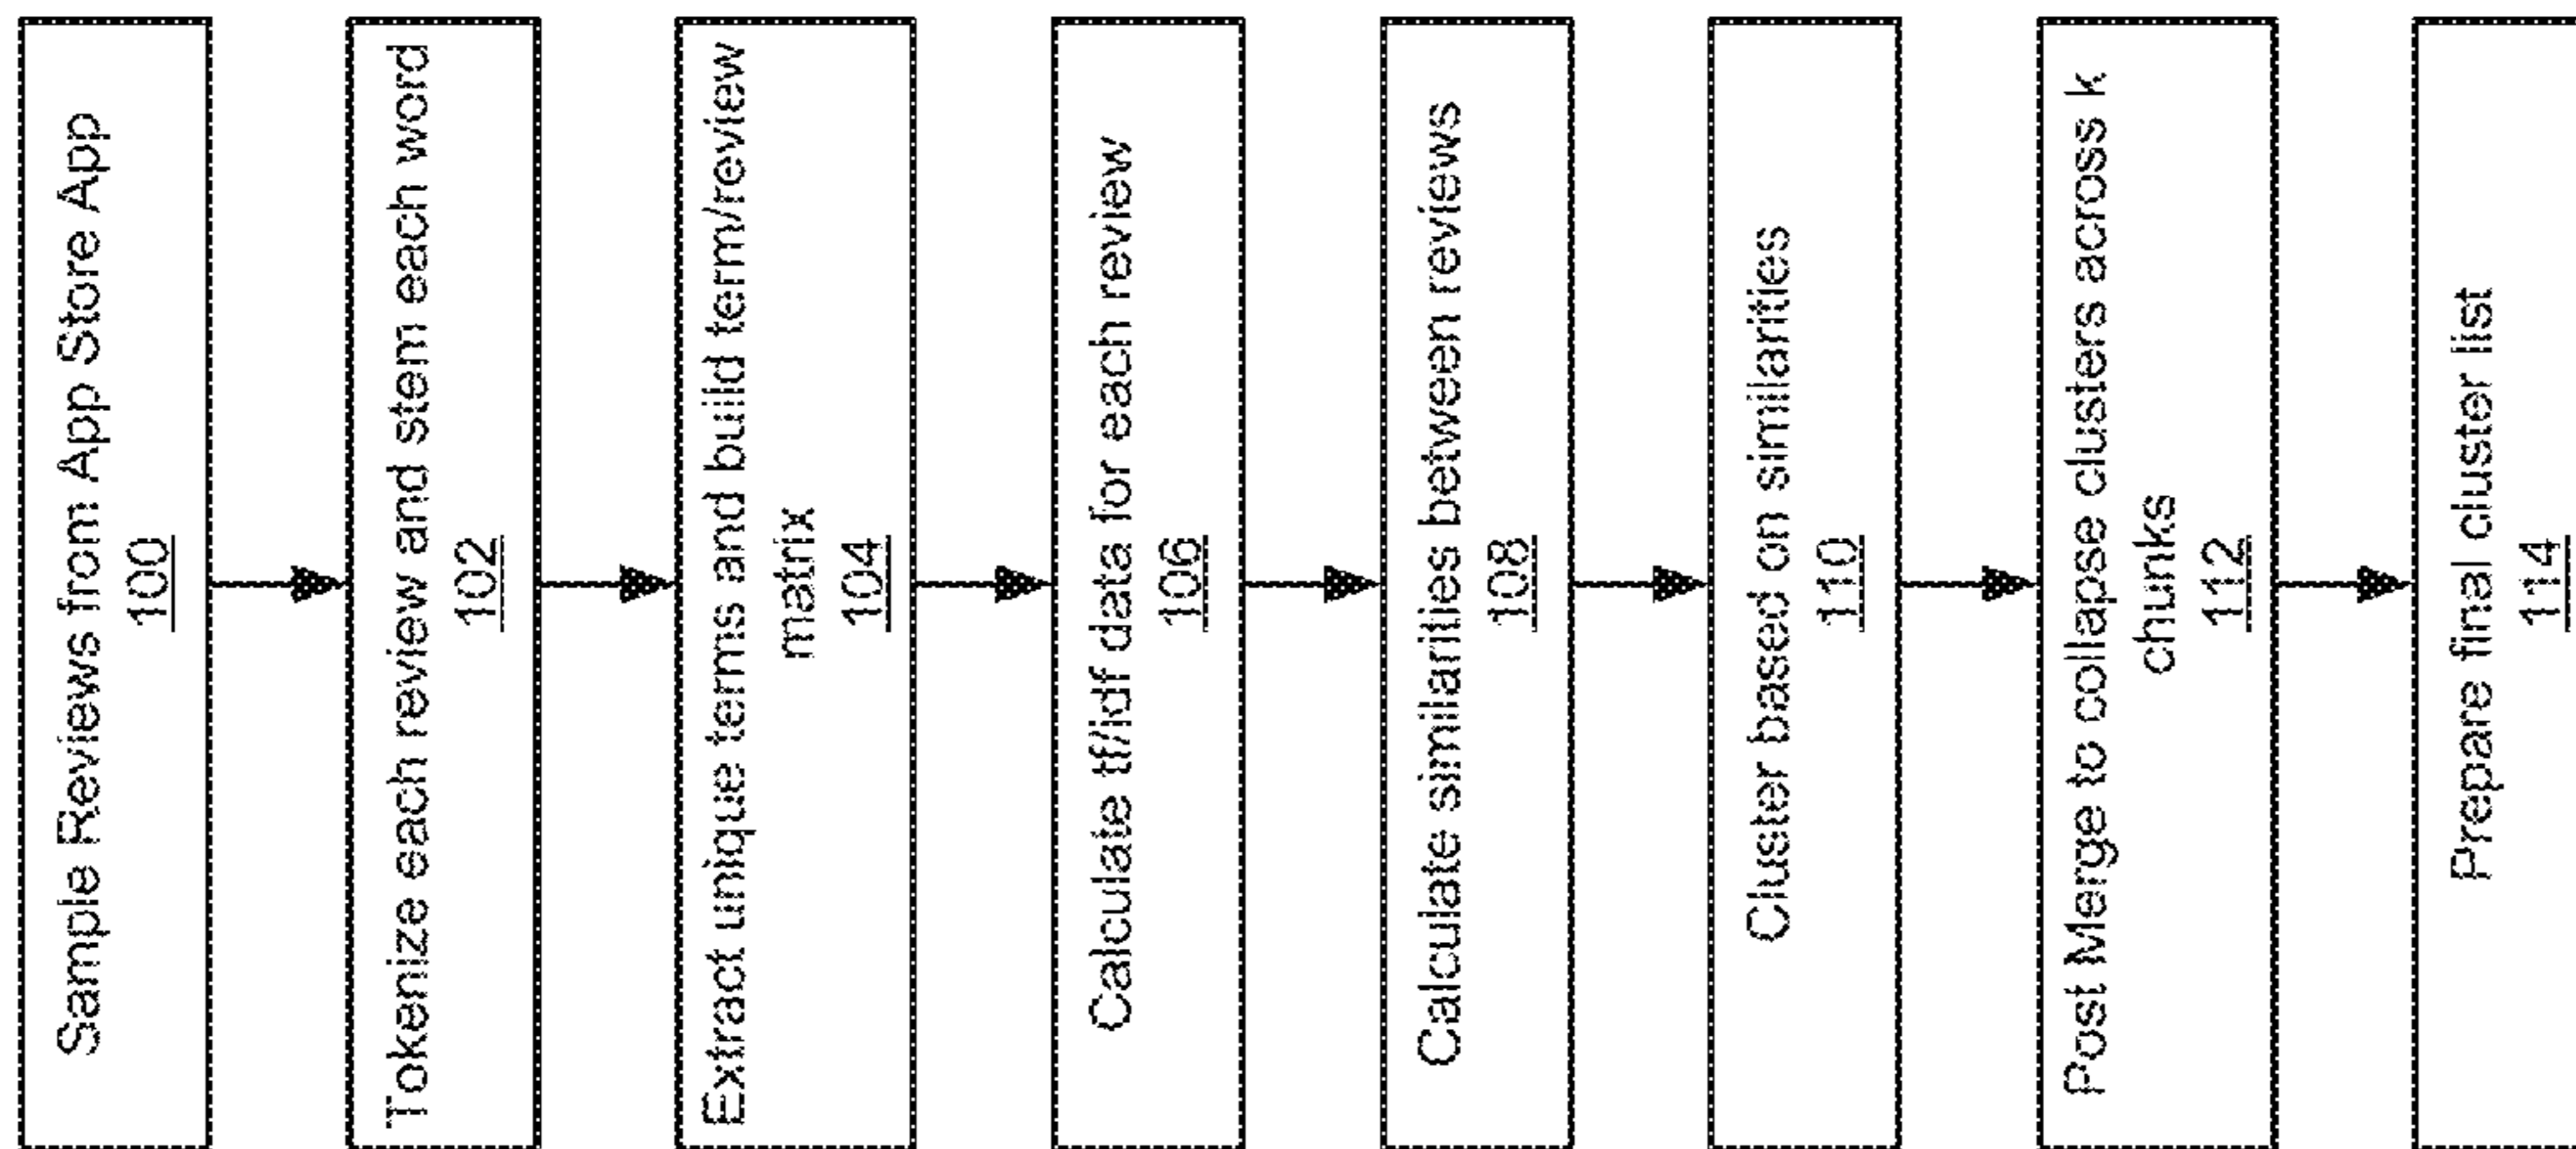 Sample Reviews from App Store App
100
Tokenize each review and stem each word
102
Extract unique terms and build term/review
matrix
104
Calculate tf/idf data for each review
106
Calculate similarities between reviews
108
Cluster based on similarities
110
Post Merge to collapse clusters across k
chunks
112
Prepare final cluster list
114